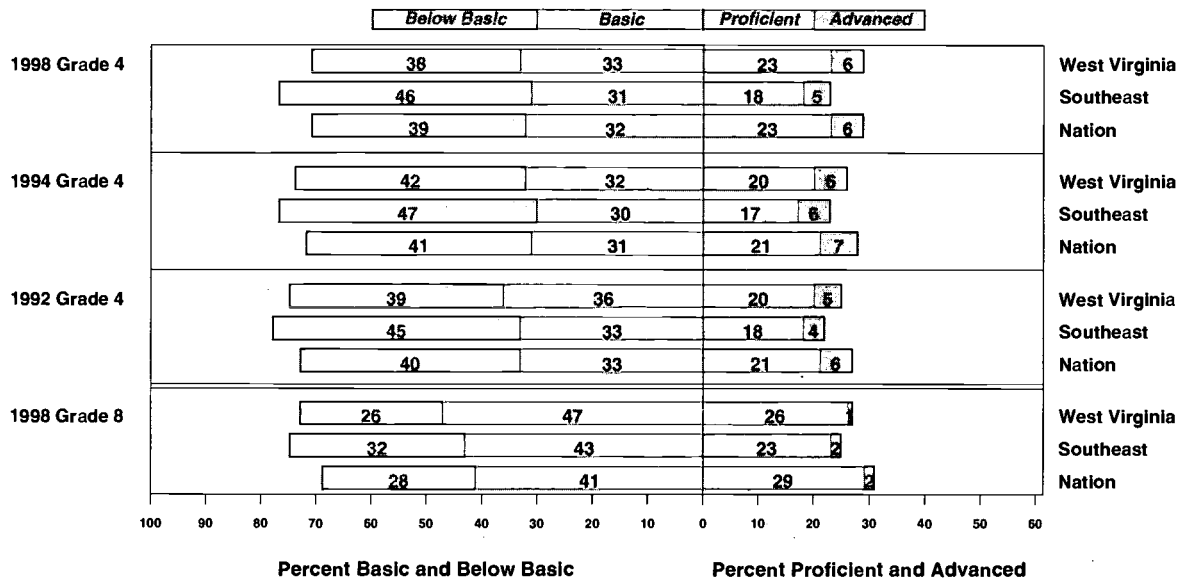 Below Basic Basic Proficient Advanced
1998 Grade 4 38 33 23 6 West Virginia
46 31 18 5 Southeast
39 32 23 6 Nation
1994 Grade 4 42 32 20 6 West Virginia
47 30 17 6 Southeast
41 31 21 7 Nation
1992 Grade 4 39 36 20 5 West Virginia
45 33 18 4 Southeast
40 33 21 6 Nation
1998 Grade 8 26 47 26 1 West Virginia
32 43 23 2 Southeast
28 41 29 2 Nation
100 90 80 70 60 50 40 30 20 10 0 10 20 30 40 50 60
Percent Basic and Below Basic Percent Proficient and Advanced